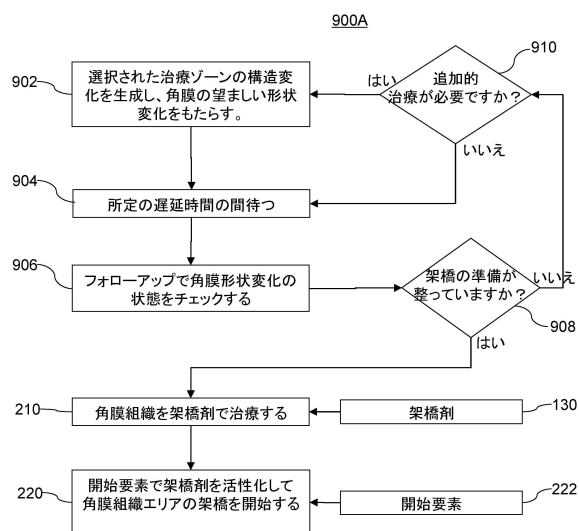 900A
902
選択された治療ゾーンの構造変
化を生成し、角膜の望ましい形状
変化をもたらす。
910
追加的
治療が必要ですか？
はい
いいえ
904
所定の遅延時間の間待つ
906
フォローアップで角膜形状変化の
状態をチェックする
架橋の準備が
整っていますか？
いいえ
908
はい
210
角膜組織を架橋剤で治療する
架橋剤
130
220
開始要素で架橋剤を活性化して
角膜組織エリアの架橋を開始する
開始要素
222